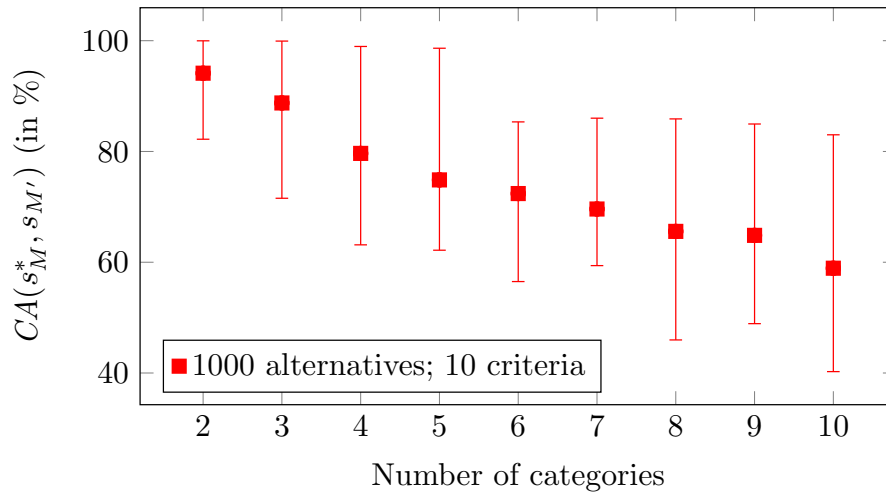 CA(s*_M, s_M′) (in %)
100
80
60
40
1000 alternatives; 10 criteria
2 3 4 5 6 7 8 9 10
Number of categories